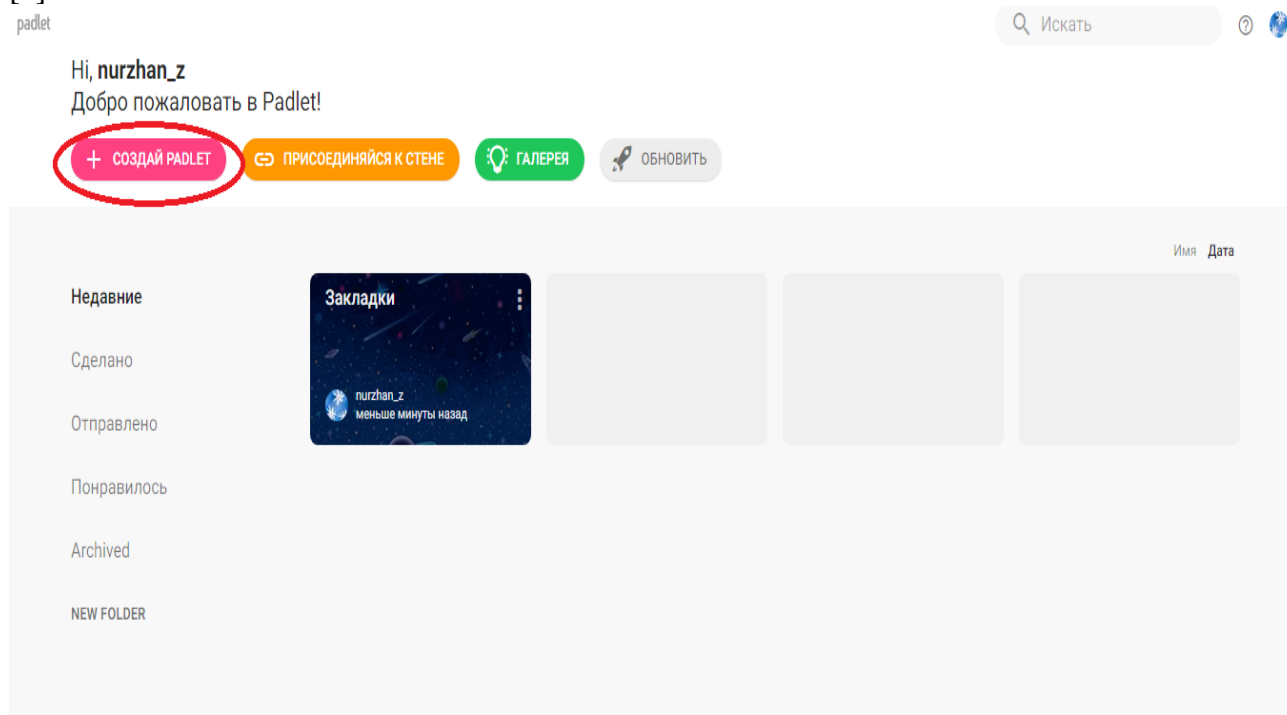 padlet
Искать
Hi, nurzhan_z
Добро пожаловать в Padlet!
+ СОЗДАЙ PADLET
ПРИСОЕДИНЯЙСЯ К СТЕНЕ
ГАЛЕРЕЯ
ОБНОВИТЬ
Имя Дата
Недавние
Сделано
Отправлено
Понравилось
Archived
NEW FOLDER
Закладки
nurzhan_z
меньше минуты назад